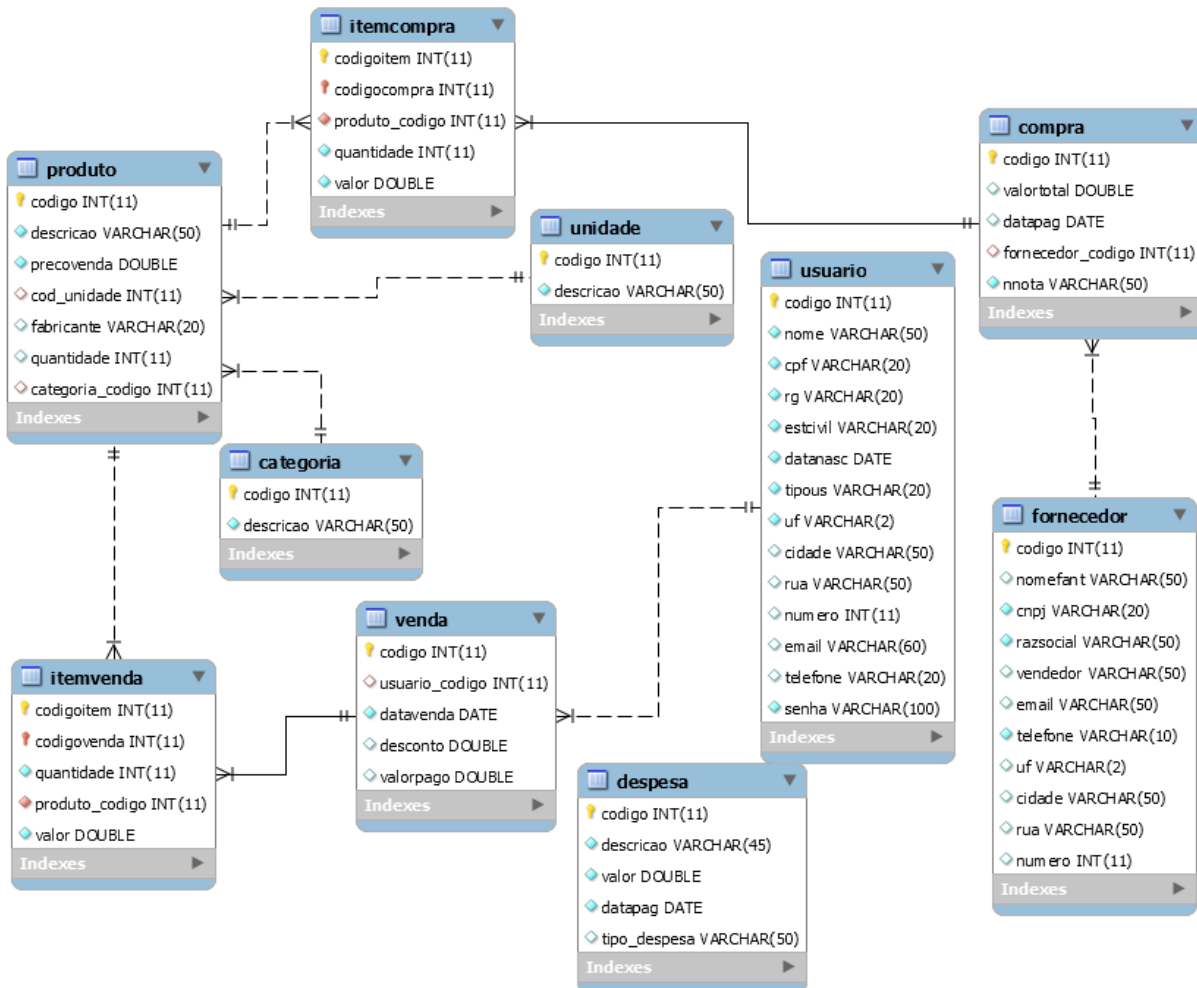 itemcompra
codigoitem INT(11)
codigocompra INT(11)
produto_codigo INT(11)
quantidade INT(11)
valor DOUBLE
Indexes
compra
codigo INT(11)
valortotal DOUBLE
datapag DATE
fornecedor_codigo INT(11)
nnota VARCHAR(50)
Indexes
produto
codigo INT(11)
descricao VARCHAR(50)
precovenda DOUBLE
cod_unidade INT(11)
fabricante VARCHAR(20)
quantidade INT(11)
categoria_codigo INT(11)
Indexes
unidade
codigo INT(11)
descricao VARCHAR(50)
Indexes
usuario
codigo INT(11)
nome VARCHAR(50)
cpf VARCHAR(20)
rg VARCHAR(20)
estcivil VARCHAR(20)
datanasc DATE
tipous VARCHAR(20)
uf VARCHAR(2)
cidade VARCHAR(50)
rua VARCHAR(50)
numero INT(11)
email VARCHAR(60)
telefone VARCHAR(20)
senha VARCHAR(100)
Indexes
categoria
codigo INT(11)
descricao VARCHAR(50)
Indexes
fornecedor
codigo INT(11)
nomefant VARCHAR(50)
cnpj VARCHAR(20)
razsocial VARCHAR(50)
vendedor VARCHAR(50)
email VARCHAR(50)
telefone VARCHAR(10)
uf VARCHAR(2)
cidade VARCHAR(50)
rua VARCHAR(50)
numero INT(11)
Indexes
venda
codigo INT(11)
usuario_codigo INT(11)
datavenda DATE
desconto DOUBLE
valorpago DOUBLE
Indexes
itemvenda
codigoitem INT(11)
codigovenda INT(11)
quantidade INT(11)
produto_codigo INT(11)
valor DOUBLE
Indexes
despesa
codigo INT(11)
descricao VARCHAR(45)
valor DOUBLE
datapag DATE
tipo_despesa VARCHAR(50)
Indexes